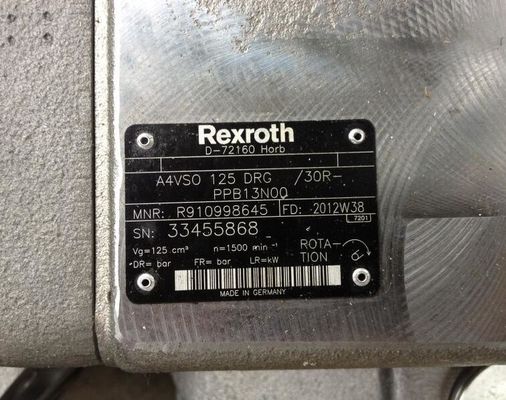 Rexroth
D-72160 Horb
A4VSO 125 DRG /30R-
PPB13N00
MNR: R910998645 FD: 2012W38
7201
SN: 33455868
Vg=125 cm³ n=1500 min⁻¹ ROTA-
DR= bar FR= bar LR=kW TION
MADE IN GERMANY